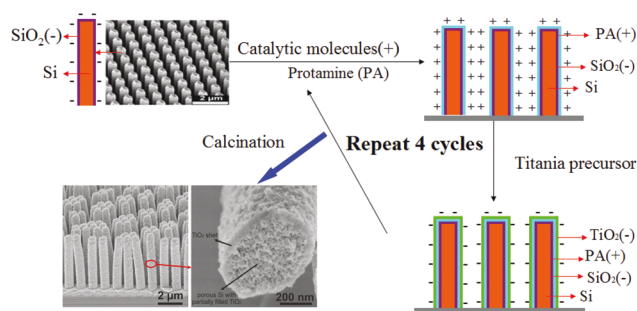 SiO₂(-)
Si
2 μm
Catalytic molecules(+)
Protamine (PA)
PA(+)
SiO₂(-)
Si
Calcination
Repeat 4 cycles
Titania precursor
TiO₂ shell
porous Si with
partially filled TiO₂
2 μm
200 nm
TiO₂(-)
PA(+)
SiO₂(-)
Si